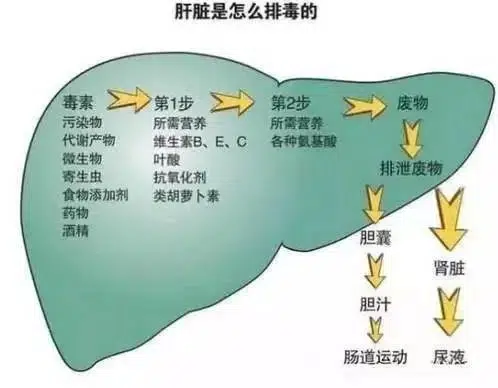 肝脏是怎么排毒的
毒素
污染物
代谢产物
微生物
寄生虫
食物添加剂
药物
酒精
第1步
所需营养
维生素B、E、C
叶酸
抗氧化剂
类胡萝卜素
第2步
所需营养
各种氨基酸
废物
排泄废物
胆囊
胆汁
肠道运动
肾脏
尿液